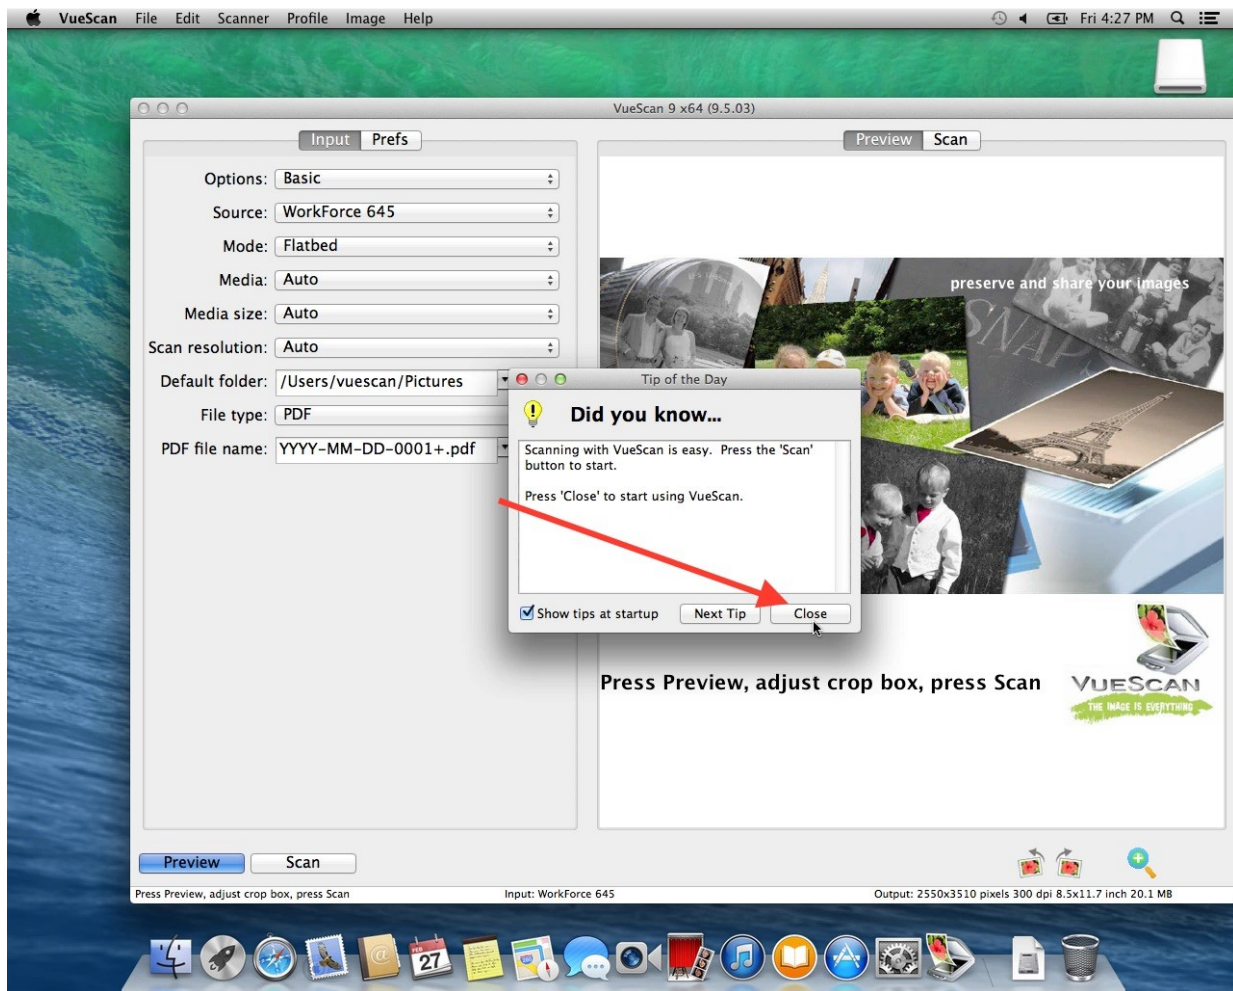 VueScan File Edit Scanner Profile Image Help Fri 4:27 PM
VueScan 9 x64 (9.5.03)
Input Prefs
Options: Basic
Source: WorkForce 645
Mode: Flatbed
Media: Auto
Media size: Auto
Scan resolution: Auto
Default folder: /Users/vuescan/Pictures
File type: PDF
PDF file name: YYYY-MM-DD-0001+.pdf
Preview Scan
preserve and share your images
SNAP
Tip of the Day
Did you know...
Scanning with VueScan is easy. Press the 'Scan'
button to start.
Press 'Close' to start using VueScan.
Show tips at startup Next Tip Close
Press Preview, adjust crop box, press Scan
VUESCAN
THE IMAGE IS EVERYTHING
Preview Scan
Press Preview, adjust crop box, press Scan Input: WorkForce 645 Output: 2550x3510 pixels 300 dpi 8.5x11.7 inch 20.1 MB
FEB
27